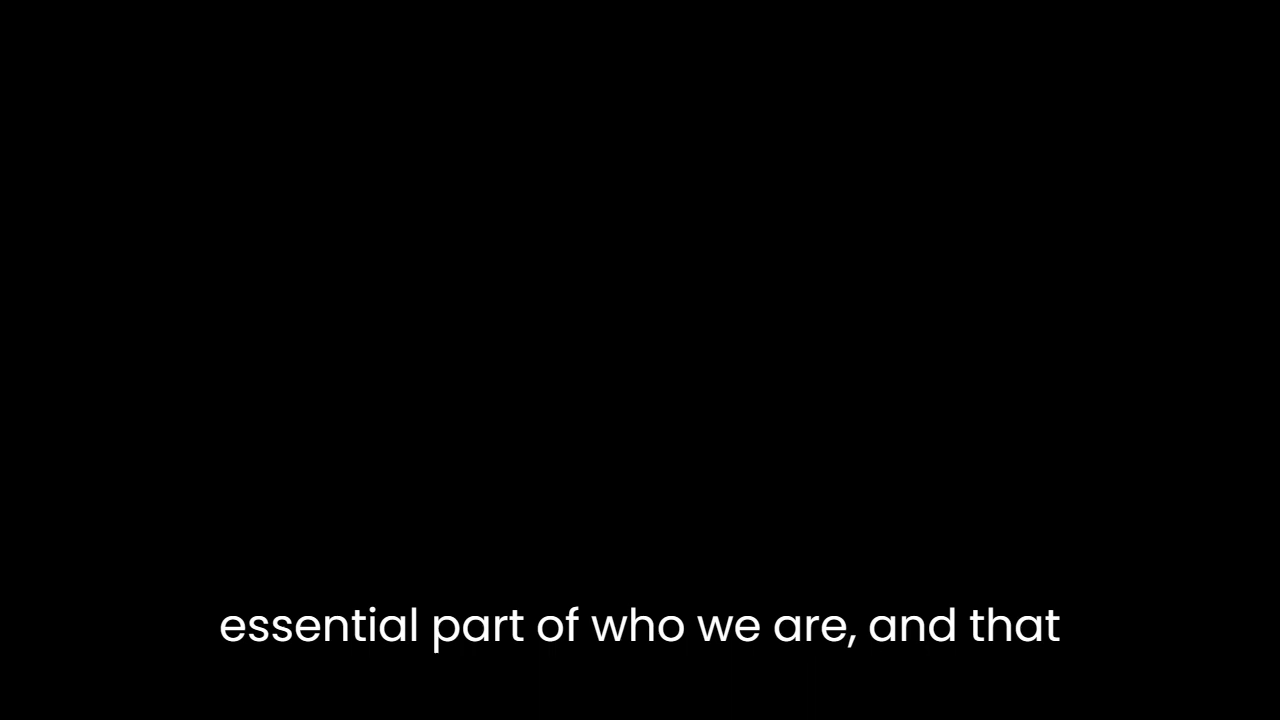 essential part of who we are, and that